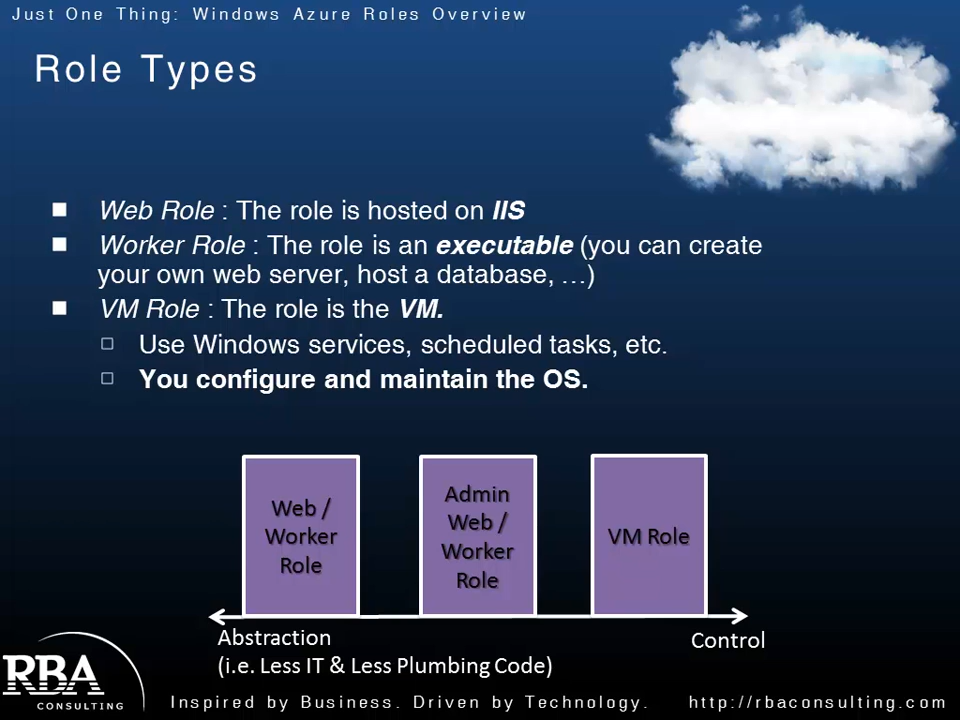 Just One Thing: Windows Azure Roles Overview
Role Types
Web Role : The role is hosted on IIS
Worker Role : The role is an executable (you can create
your own web server, host a database, …)
VM Role : The role is the VM.
Use Windows services, scheduled tasks, etc.
You configure and maintain the OS.
Web /
Worker
Role
Admin
Web /
Worker
Role
VM Role
Abstraction
(i.e. Less IT & Less Plumbing Code)
Control
RBA
CONSULTING
Inspired by Business. Driven by Technology.
http://rbaconsulting.com